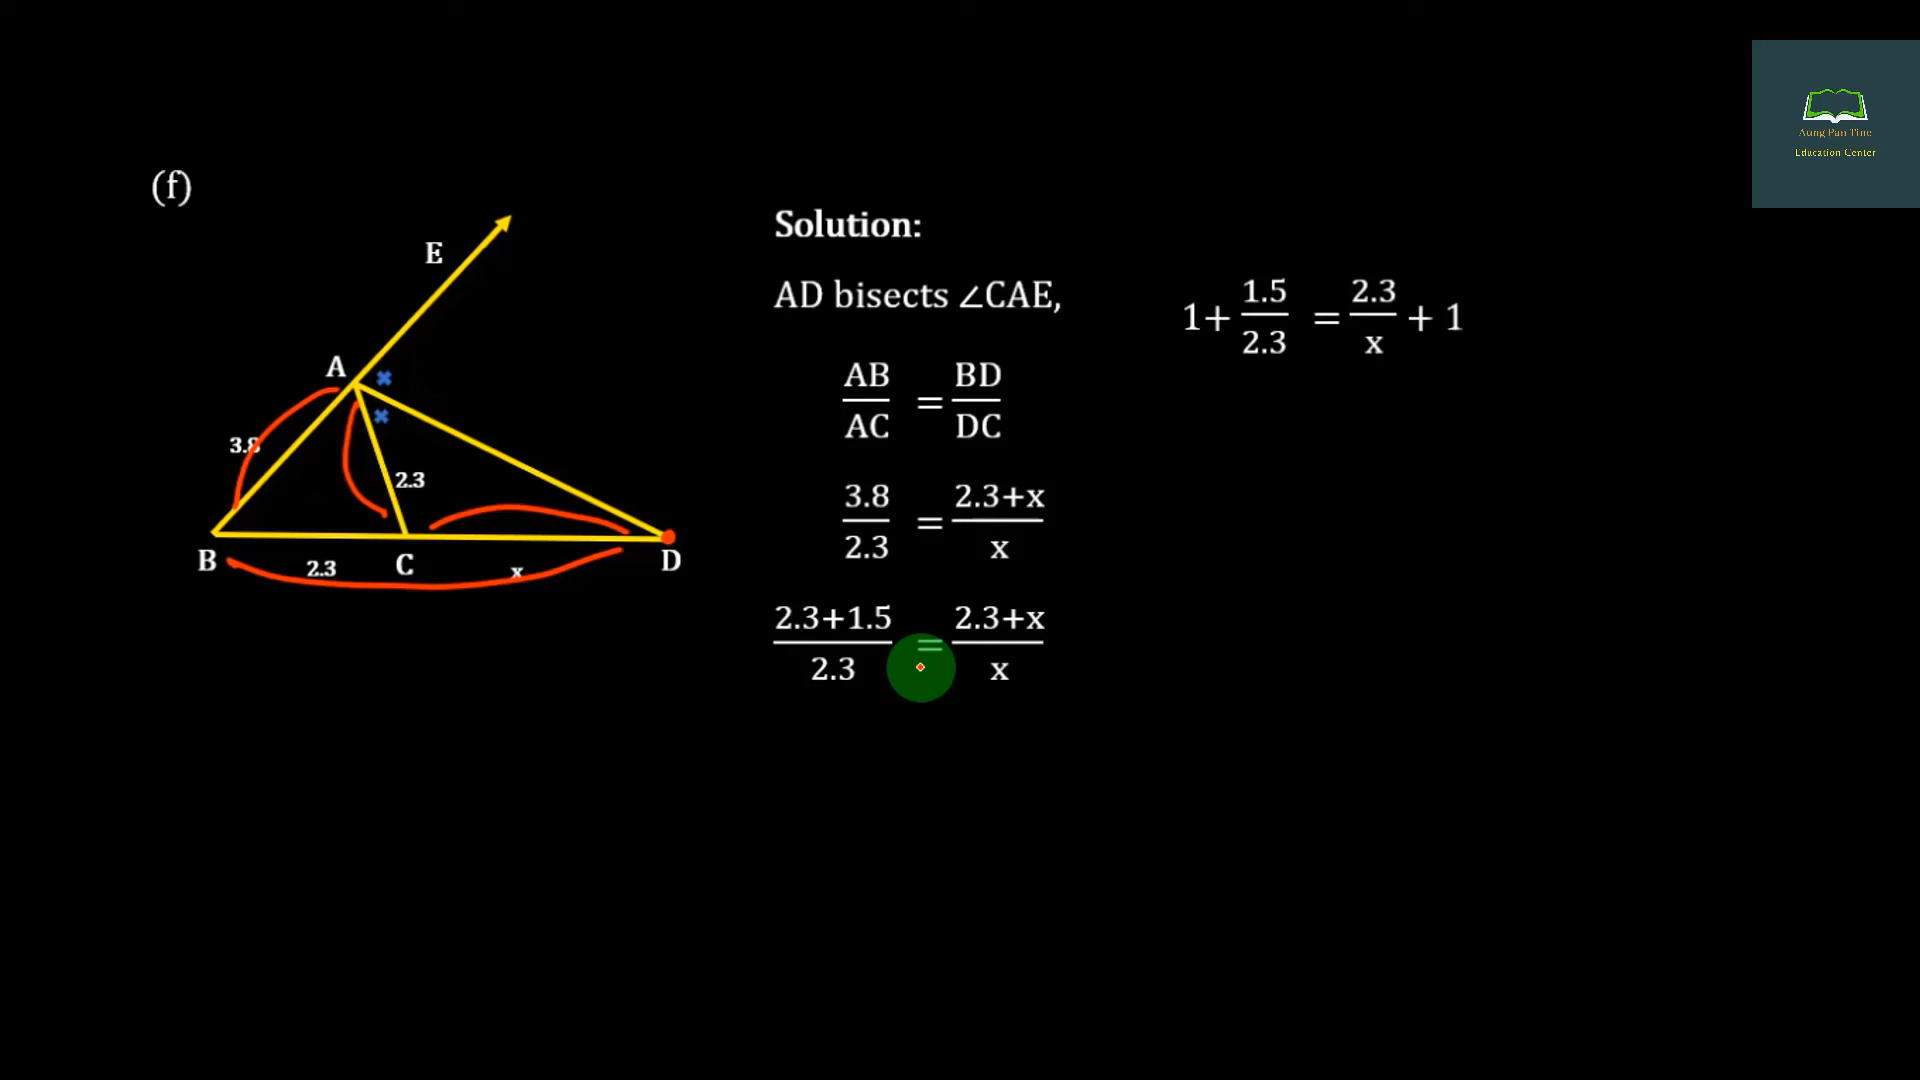 Aung Pan Tine
Education Center
(f)
E
A
3.8
2.3
B
2.3
C
x
D
Solution:
AD bisects ∠CAE,
AB/AC = BD/DC
3.8/2.3 = 2.3+x/x
2.3+1.5/2.3 = 2.3+x/x
1+ 1.5/2.3 = 2.3/x + 1